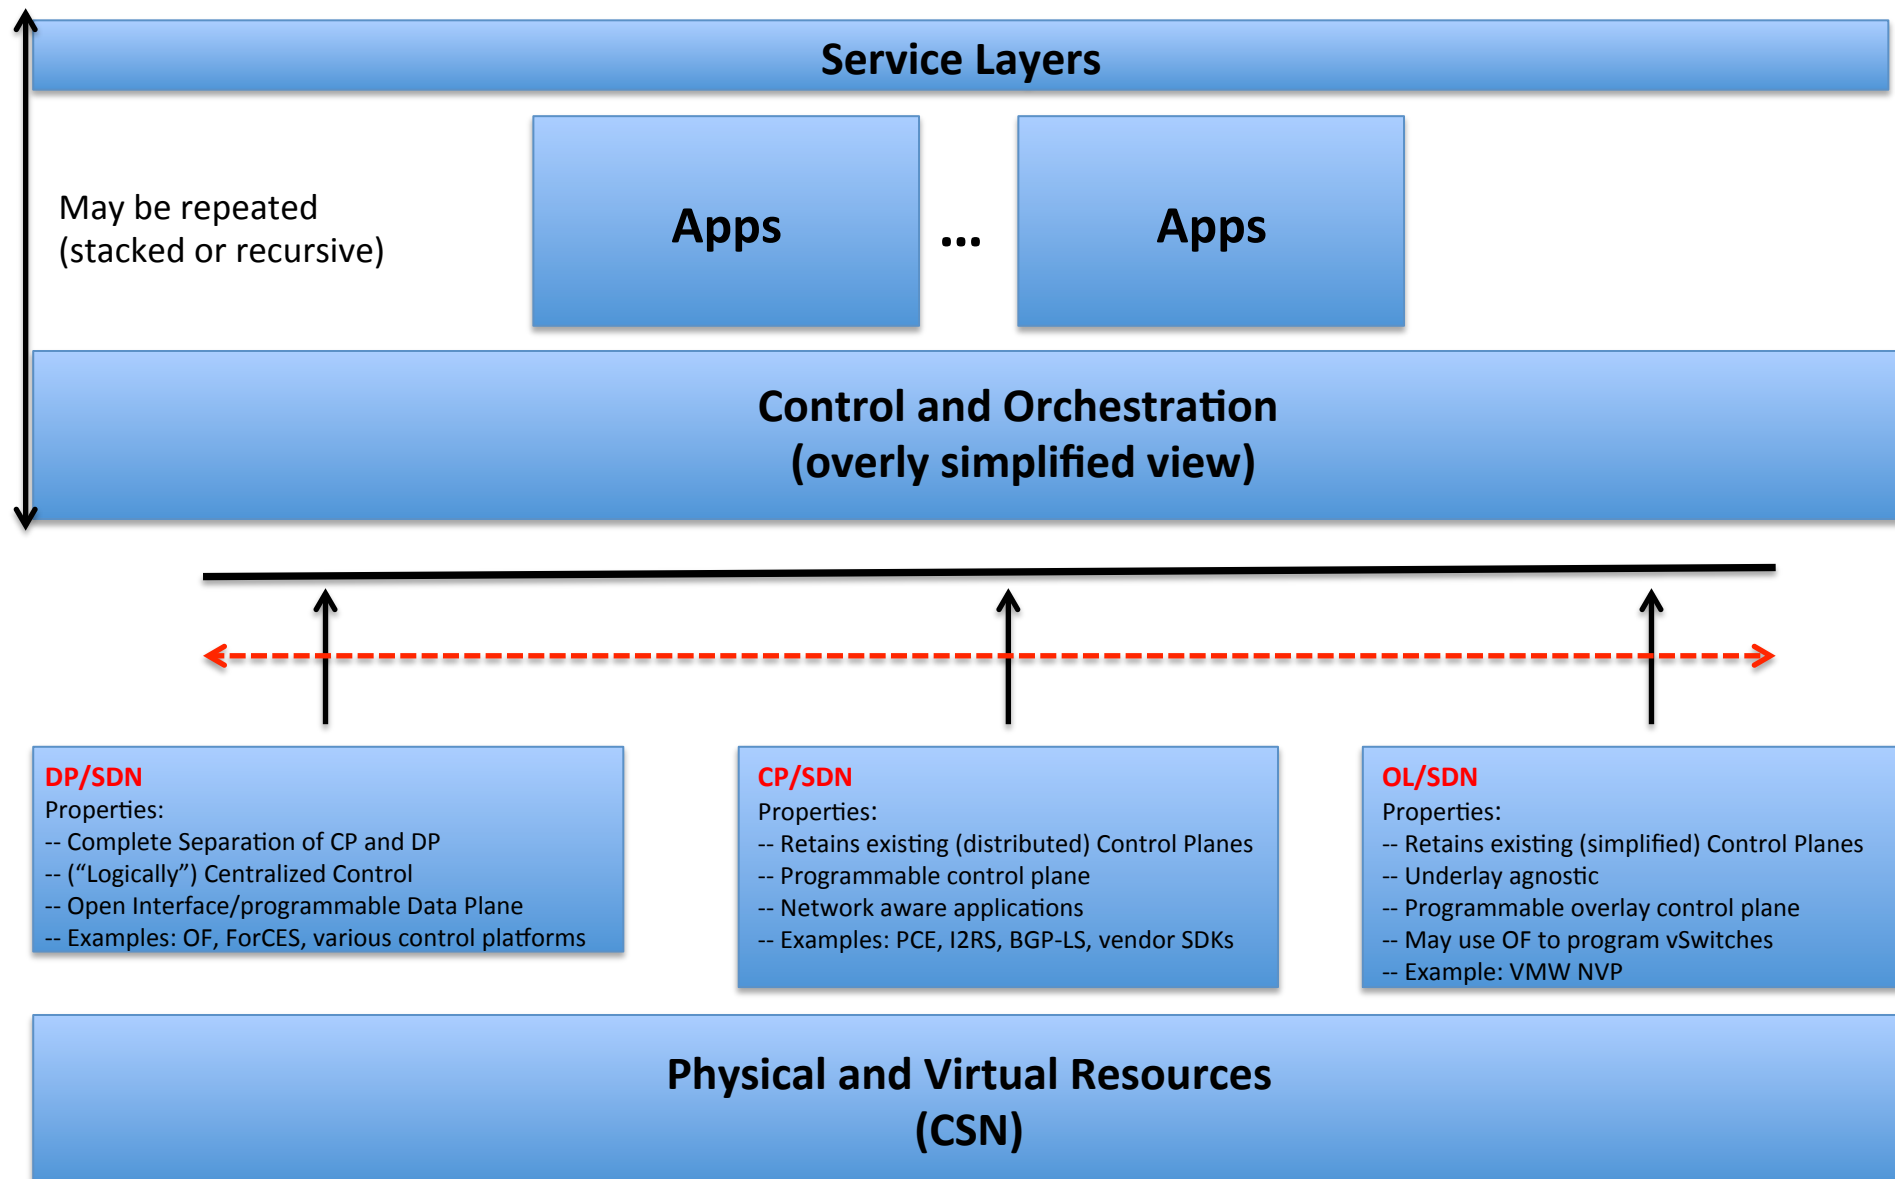 Service Layers
May be repeated
(stacked or recursive)
Apps
...
Apps
Control and Orchestration
(overly simplified view)
DP/SDN
Properties:
-- Complete Separation of CP and DP
-- (“Logically”) Centralized Control
-- Open Interface/programmable Data Plane
-- Examples: OF, ForCES, various control platforms
CP/SDN
Properties:
-- Retains existing (distributed) Control Planes
-- Programmable control plane
-- Network aware applications
-- Examples: PCE, I2RS, BGP-LS, vendor SDKs
OL/SDN
Properties:
-- Retains existing (simplified) Control Planes
-- Underlay agnostic
-- Programmable overlay control plane
-- May use OF to program vSwitches
-- Example: VMW NVP
Physical and Virtual Resources
(CSN)